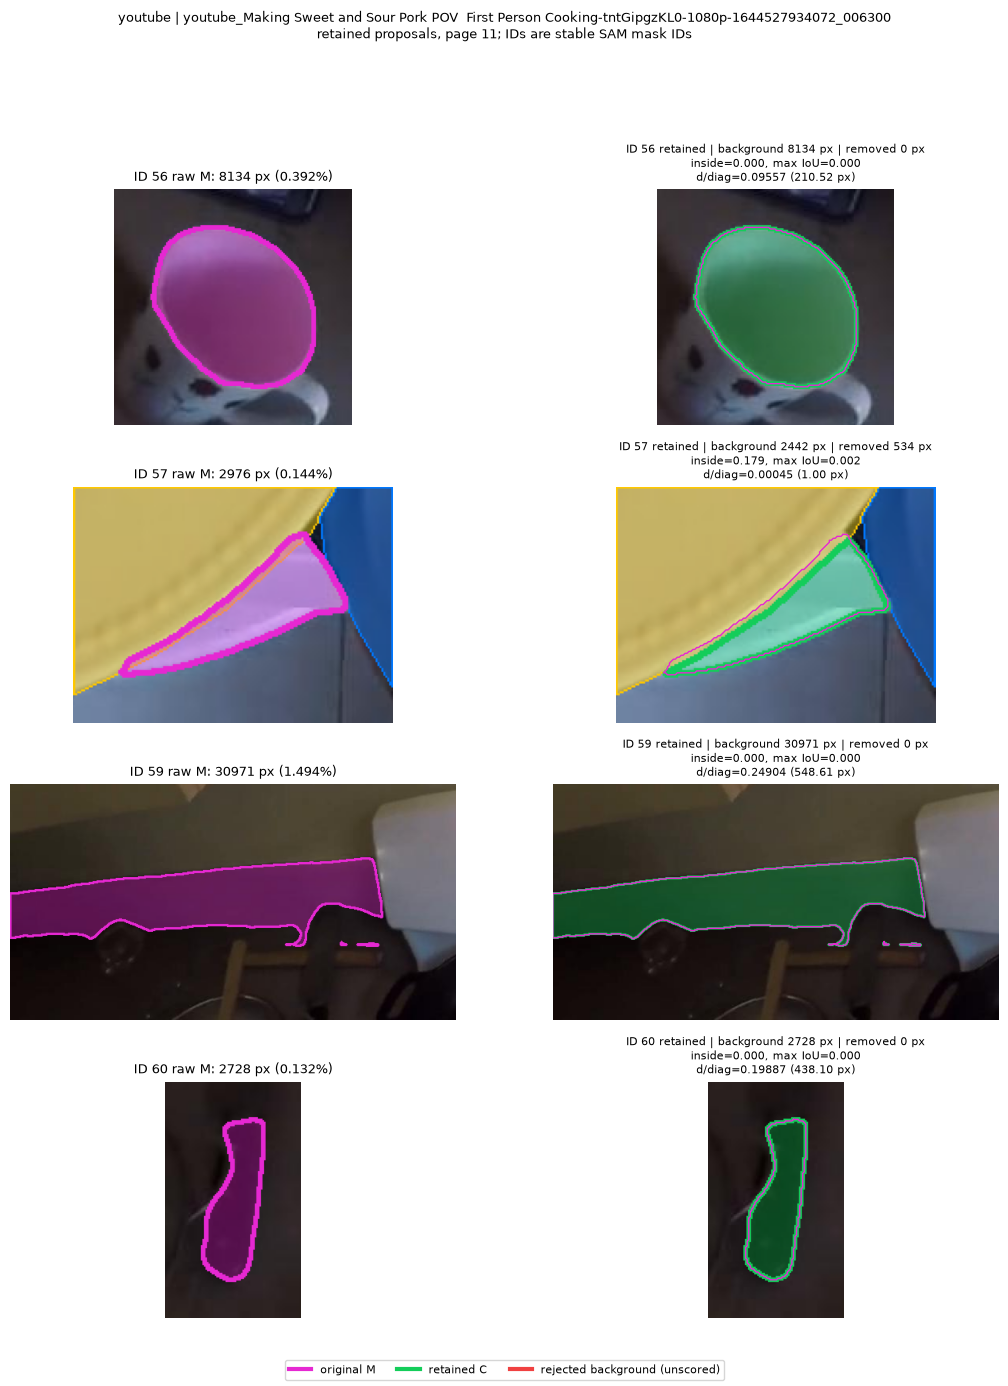 youtube | youtube_Making Sweet and Sour Pork POV  First Person Cooking-tntGipgzKL0-1080p-1644527934072_006300
retained proposals, page 11; IDs are stable SAM mask IDs
ID 56 raw M: 8134 px (0.392%)
ID 56 retained | background 8134 px | removed 0 px
inside=0.000, max IoU=0.000
d/diag=0.09557 (210.52 px)
ID 57 raw M: 2976 px (0.144%)
ID 57 retained | background 2442 px | removed 534 px
inside=0.179, max IoU=0.002
d/diag=0.00045 (1.00 px)
ID 59 raw M: 30971 px (1.494%)
ID 59 retained | background 30971 px | removed 0 px
inside=0.000, max IoU=0.000
d/diag=0.24904 (548.61 px)
ID 60 raw M: 2728 px (0.132%)
ID 60 retained | background 2728 px | removed 0 px
inside=0.000, max IoU=0.000
d/diag=0.19887 (438.10 px)
original M
retained C
rejected background (unscored)